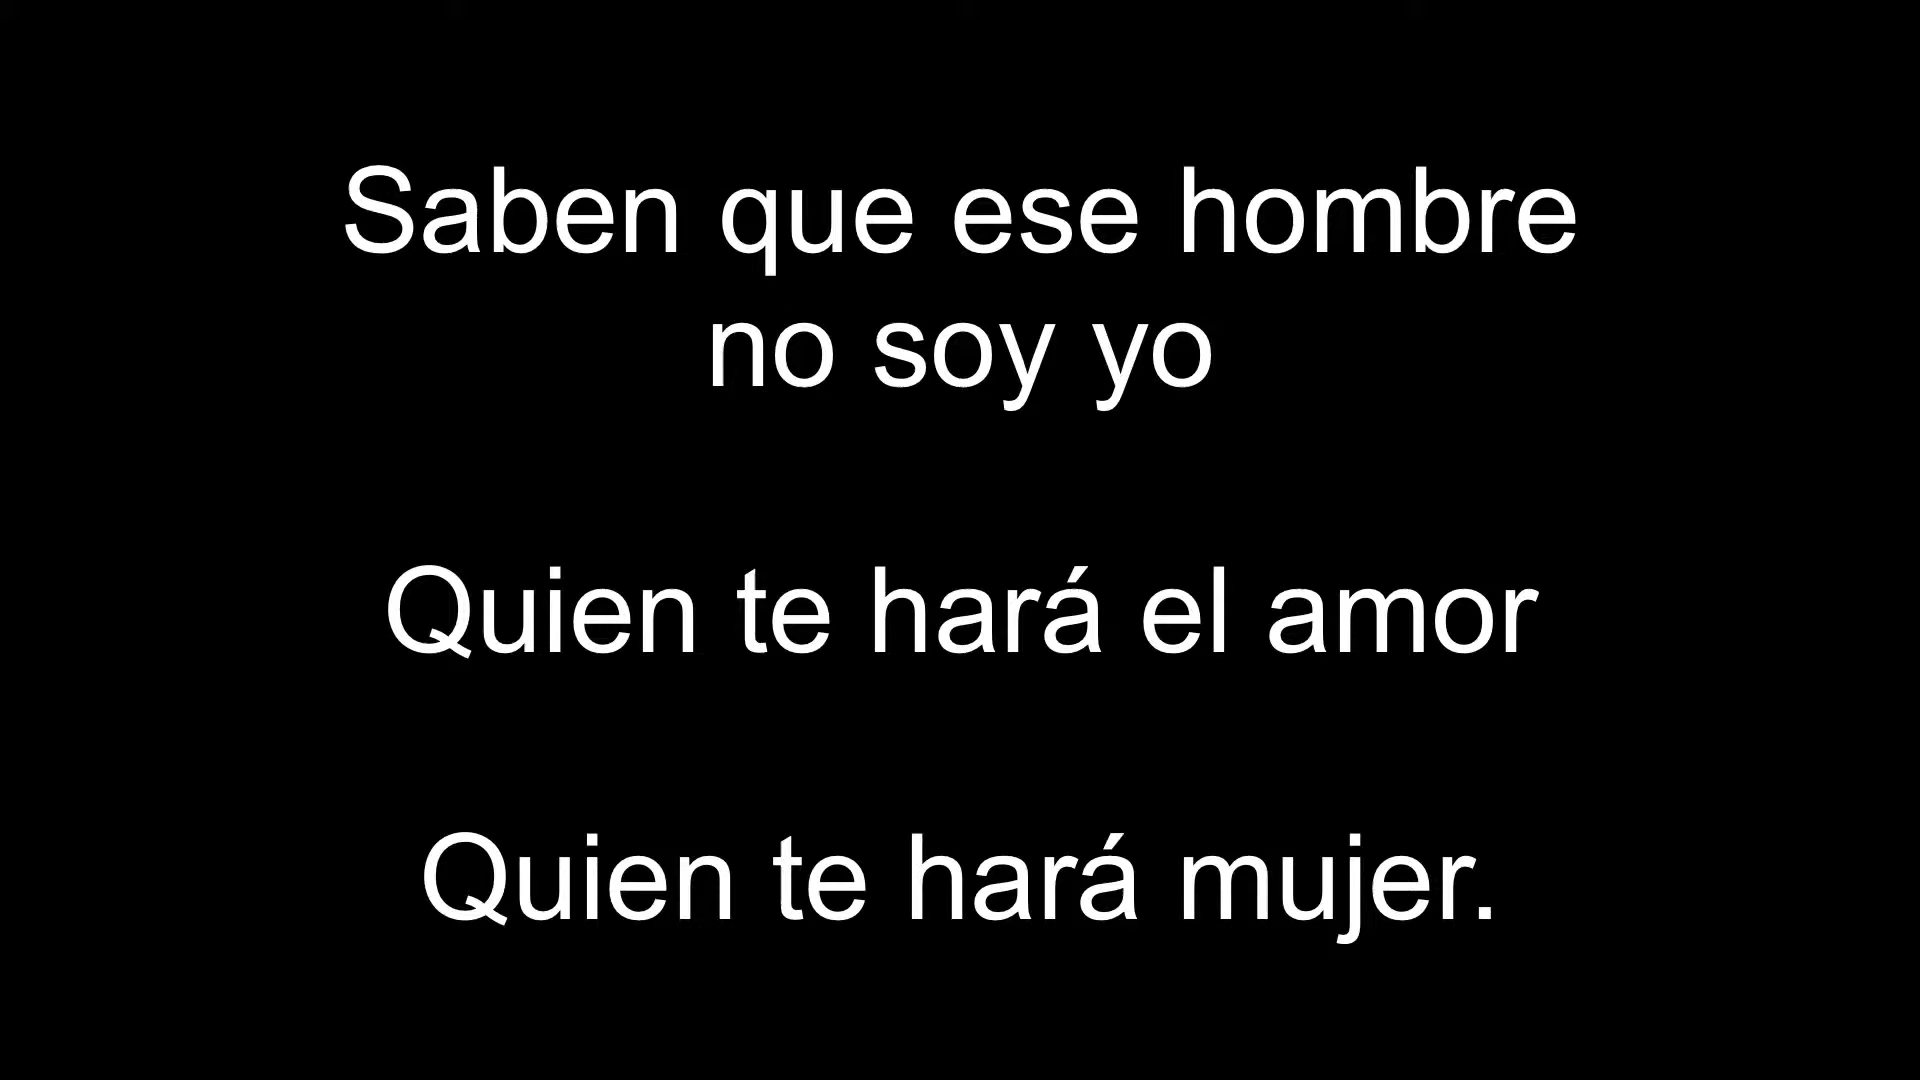 Saben que ese hombre
no soy yo
Quien te hará el amor
Quien te hará mujer.